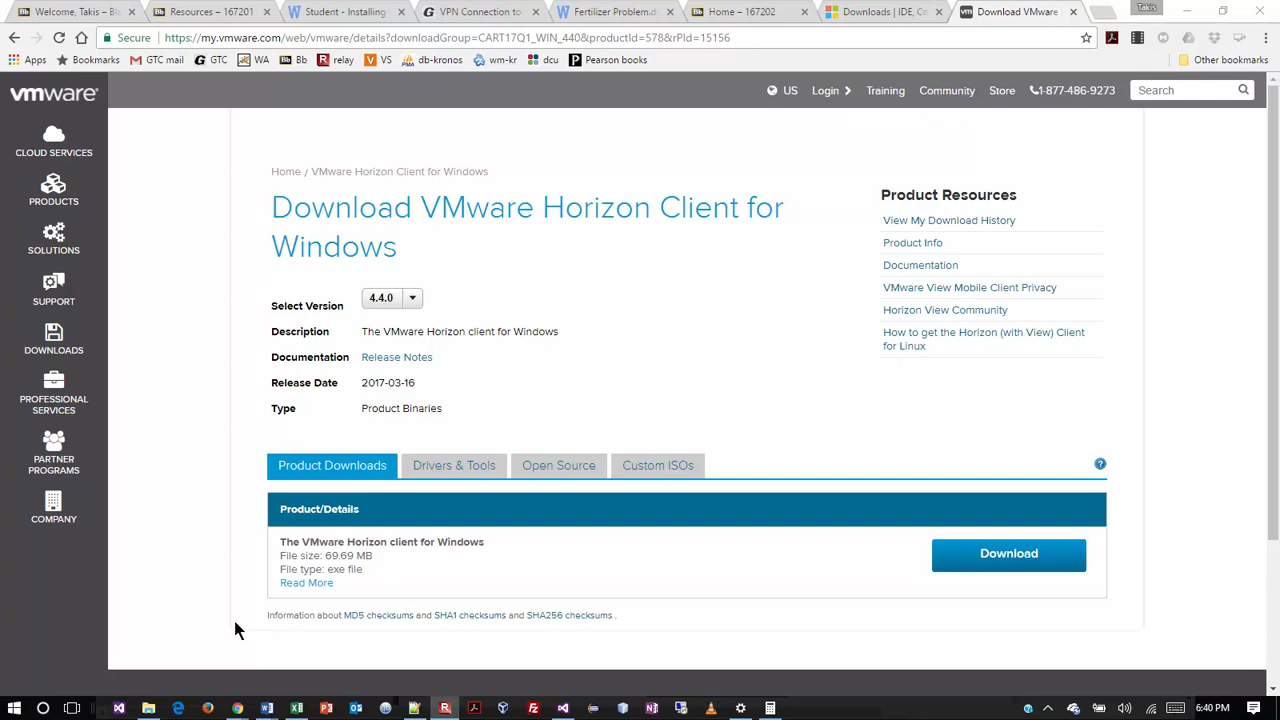 Welcome, Takis – Bla
Resources – 167201
Student - Installing
VPN Connection to
Fertilizer Problem.d
Home – 167202
Downloads | IDE, C
Download VMware
Takis
Secure https://my.vmware.com/web/vmware/details?downloadGroup=CART17Q1_WIN_440&productId=578&rPId=15156
Apps Bookmarks GTC mail GTC WA Bb relay VS db-kronos wm-kr dcu Pearson books Other bookmarks
vmware
US Login Training Community Store 1-877-486-9273 Search
CLOUD SERVICES
PRODUCTS
SOLUTIONS
SUPPORT
DOWNLOADS
PROFESSIONAL
SERVICES
PARTNER
PROGRAMS
COMPANY
Home / VMware Horizon Client for Windows
Download VMware Horizon Client for
Windows
Select Version 4.4.0
Description The VMware Horizon client for Windows
Documentation Release Notes
Release Date 2017-03-16
Type Product Binaries
Product Resources
View My Download History
Product Info
Documentation
VMware View Mobile Client Privacy
Horizon View Community
How to get the Horizon (with View) Client
for Linux
Product Downloads Drivers & Tools Open Source Custom ISOs
Product/Details
The VMware Horizon client for Windows
File size: 69.69 MB
File type: exe file
Read More
Download
Information about MD5 checksums and SHA1 checksums and SHA256 checksums .
6:40 PM